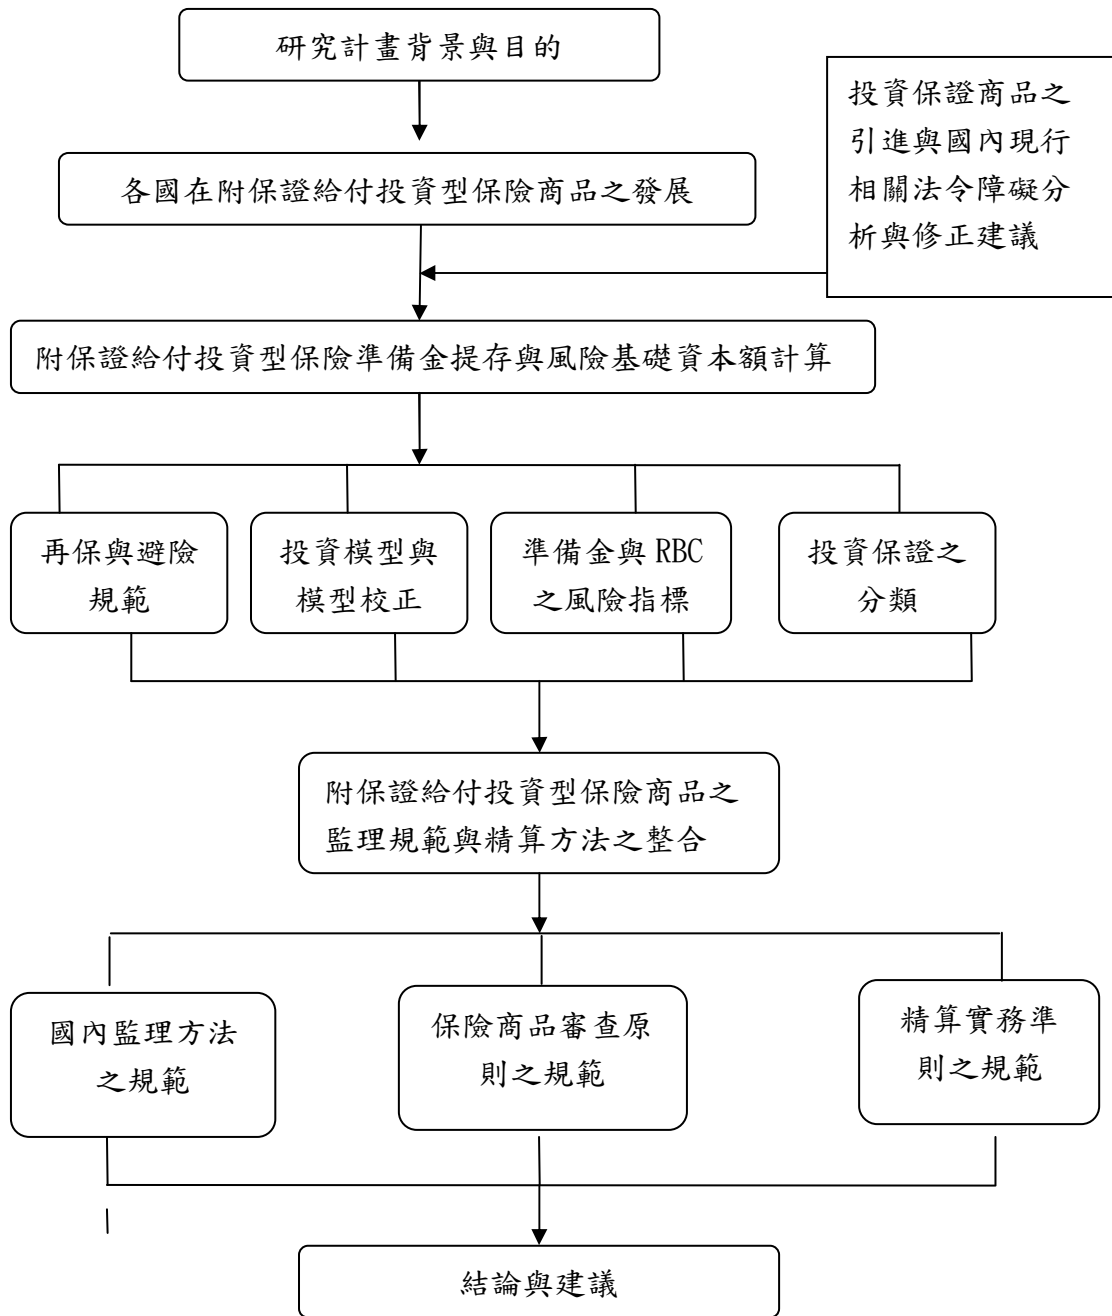 研究計畫背景與目的
投資保證商品之
引進與國內現行
相關法令障礙分
析與修正建議
各國在附保證給付投資型保險商品之發展
附保證給付投資型保險準備金提存與風險基礎資本額計算
再保與避險
規範
投資模型與
模型校正
準備金與 RBC
之風險指標
投資保證之
分類
附保證給付投資型保險商品之
監理規範與精算方法之整合
國內監理方法
之規範
保險商品審查原
則之規範
精算實務準
則之規範
結論與建議